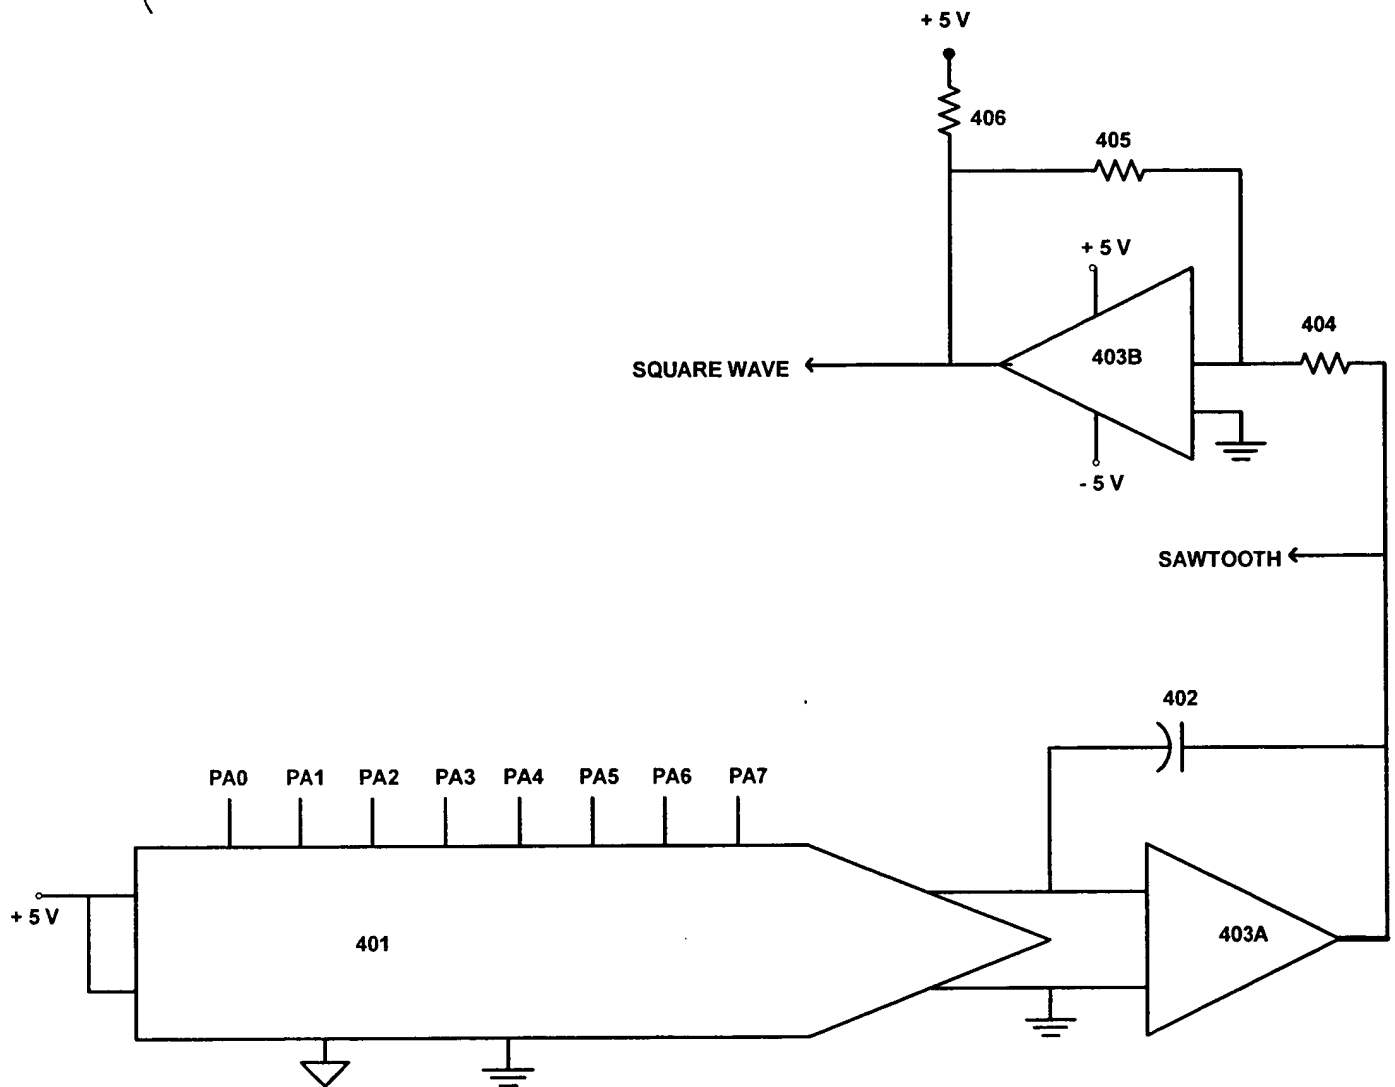 + 5 V
406
405
+ 5 V
404
403B
SQUARE WAVE
- 5 V
SAWTOOTH
402
PA0 PA1 PA2 PA3 PA4 PA5 PA6 PA7
+ 5 V
401
403A